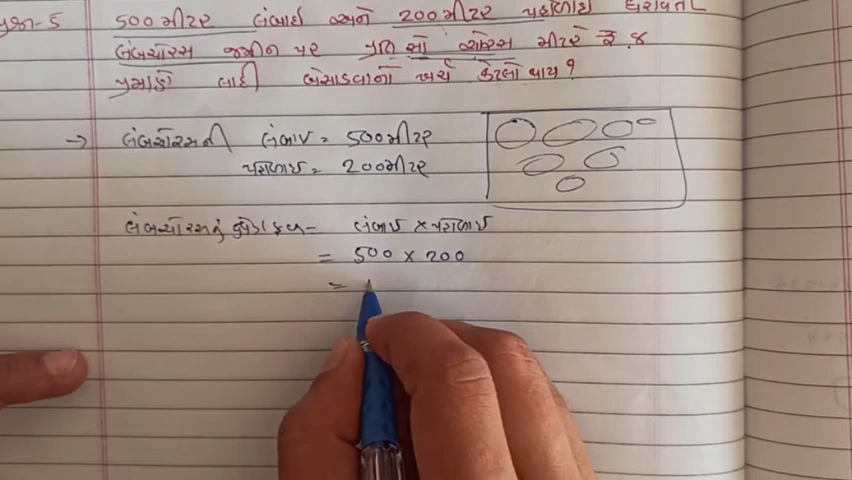 પ્રશ્ન-5 500 મીટર લંબાઈ અને 200 મીટર પહોળાઈ ધરાવતી
લંબચોરસ જમીન પર પ્રતિ સો ચોરસ મીટરે રૂ. ૪
પ્રમાણે લાદી બેસાડવાનો ખર્ચ કેટલો થાય?
→ લંબચોરસની લંબાઈ = 500 મીટર
પહોળાઈ = 200 મીટર
લંબચોરસનું ક્ષેત્રફળ = લંબાઈ × પહોળાઈ
= 500 × 200
=